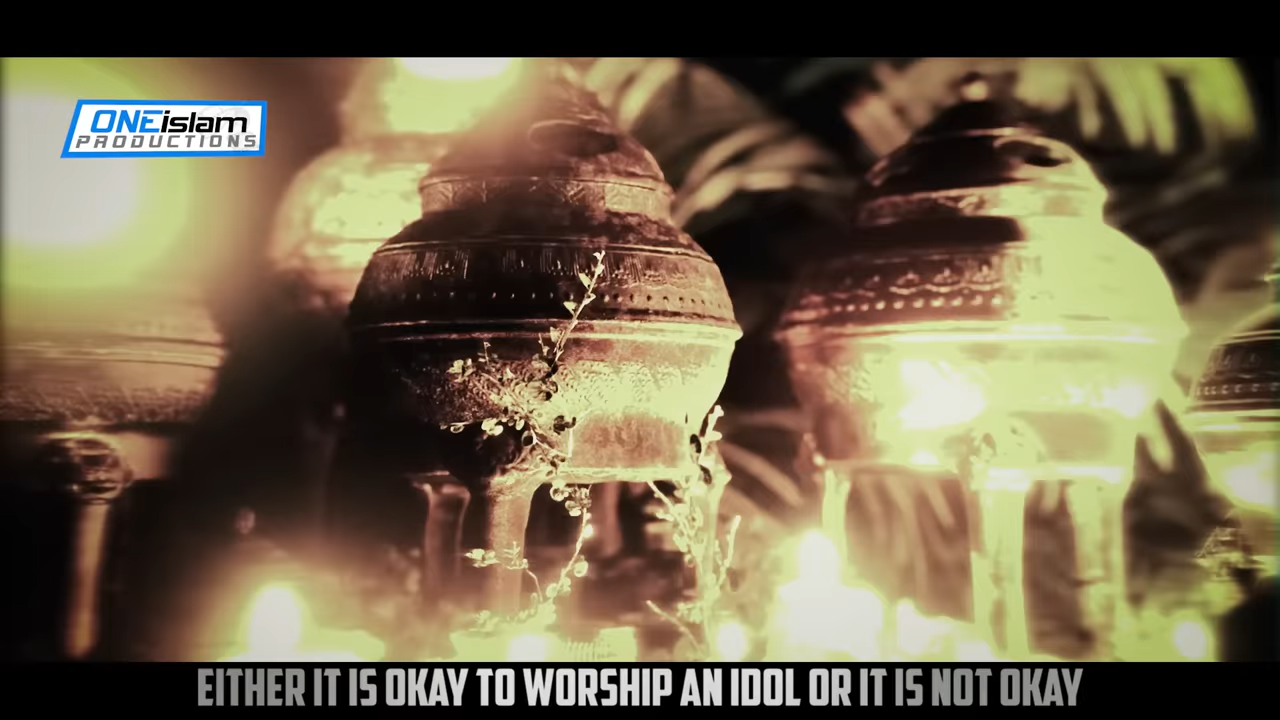 ONEislam
PRODUCTIONS
EITHER IT IS OKAY TO WORSHIP AN IDOL OR IT IS NOT OKAY